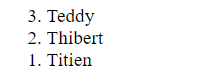 3. Teddy
2. Thibert
1. Titien